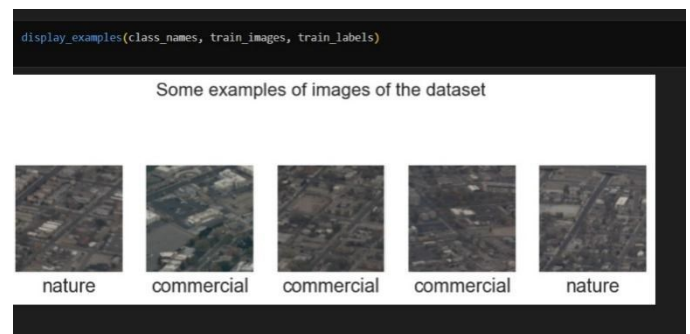 display_examples(class_names, train_images, train_labels)
Some examples of images of the dataset
nature commercial commercial commercial nature